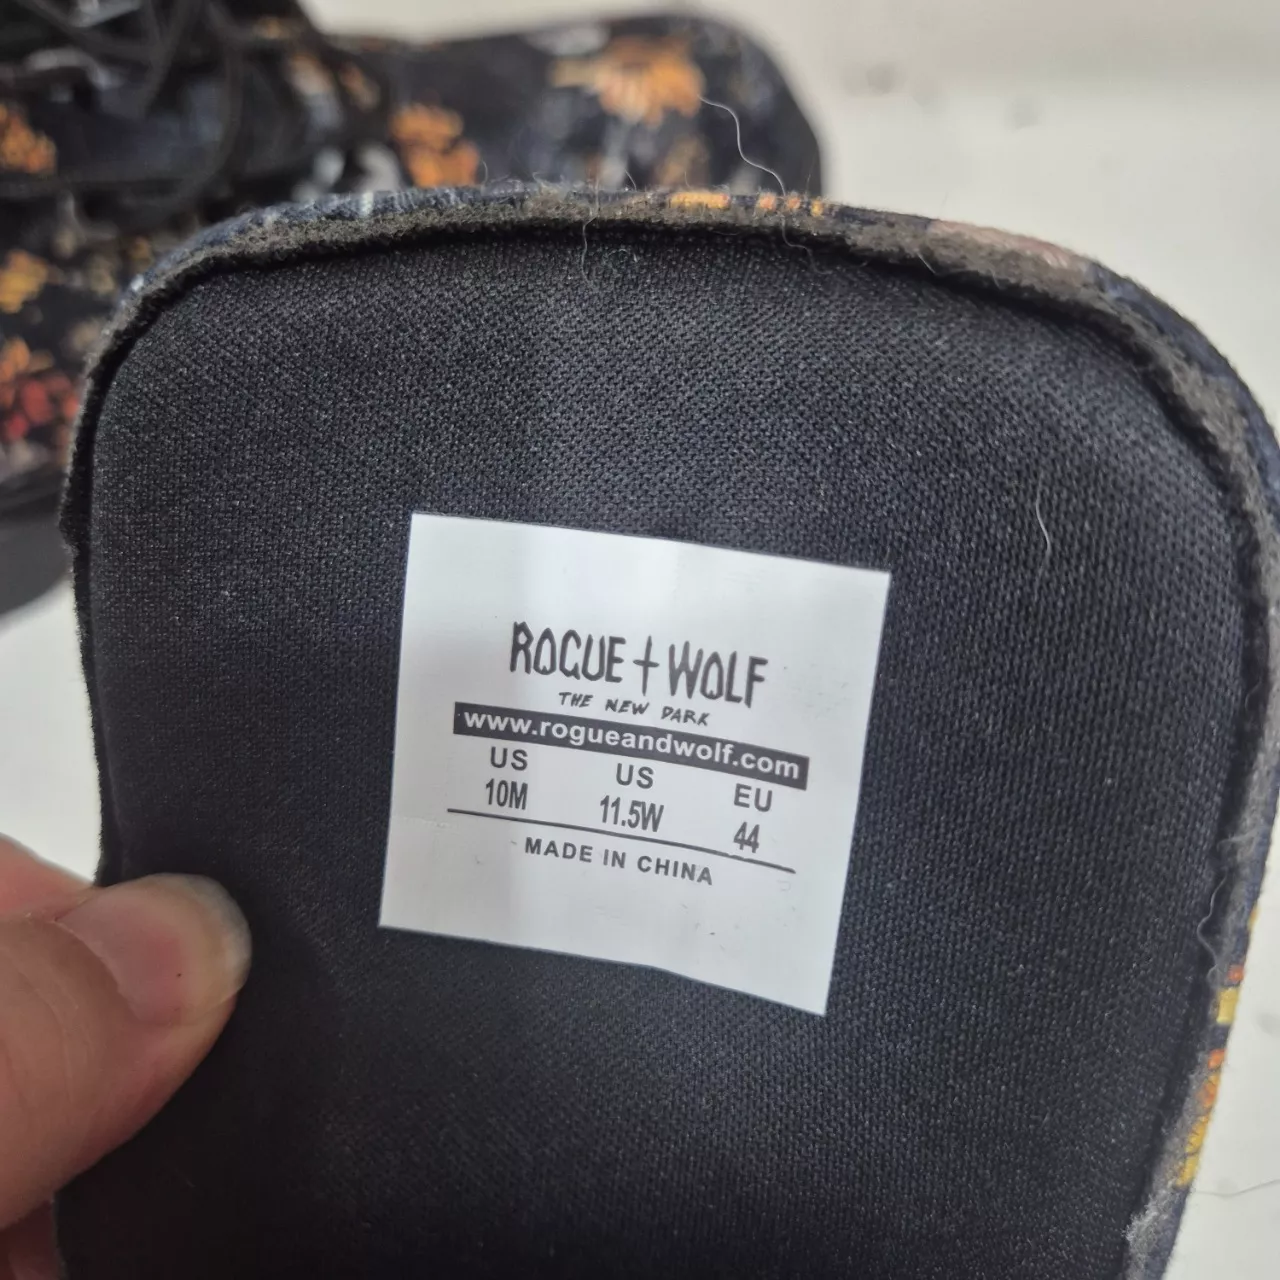 ROGUE + WOLF
THE NEW DARK
www.rogueandwolf.com
US US EU
10M 11.5W 44
MADE IN CHINA